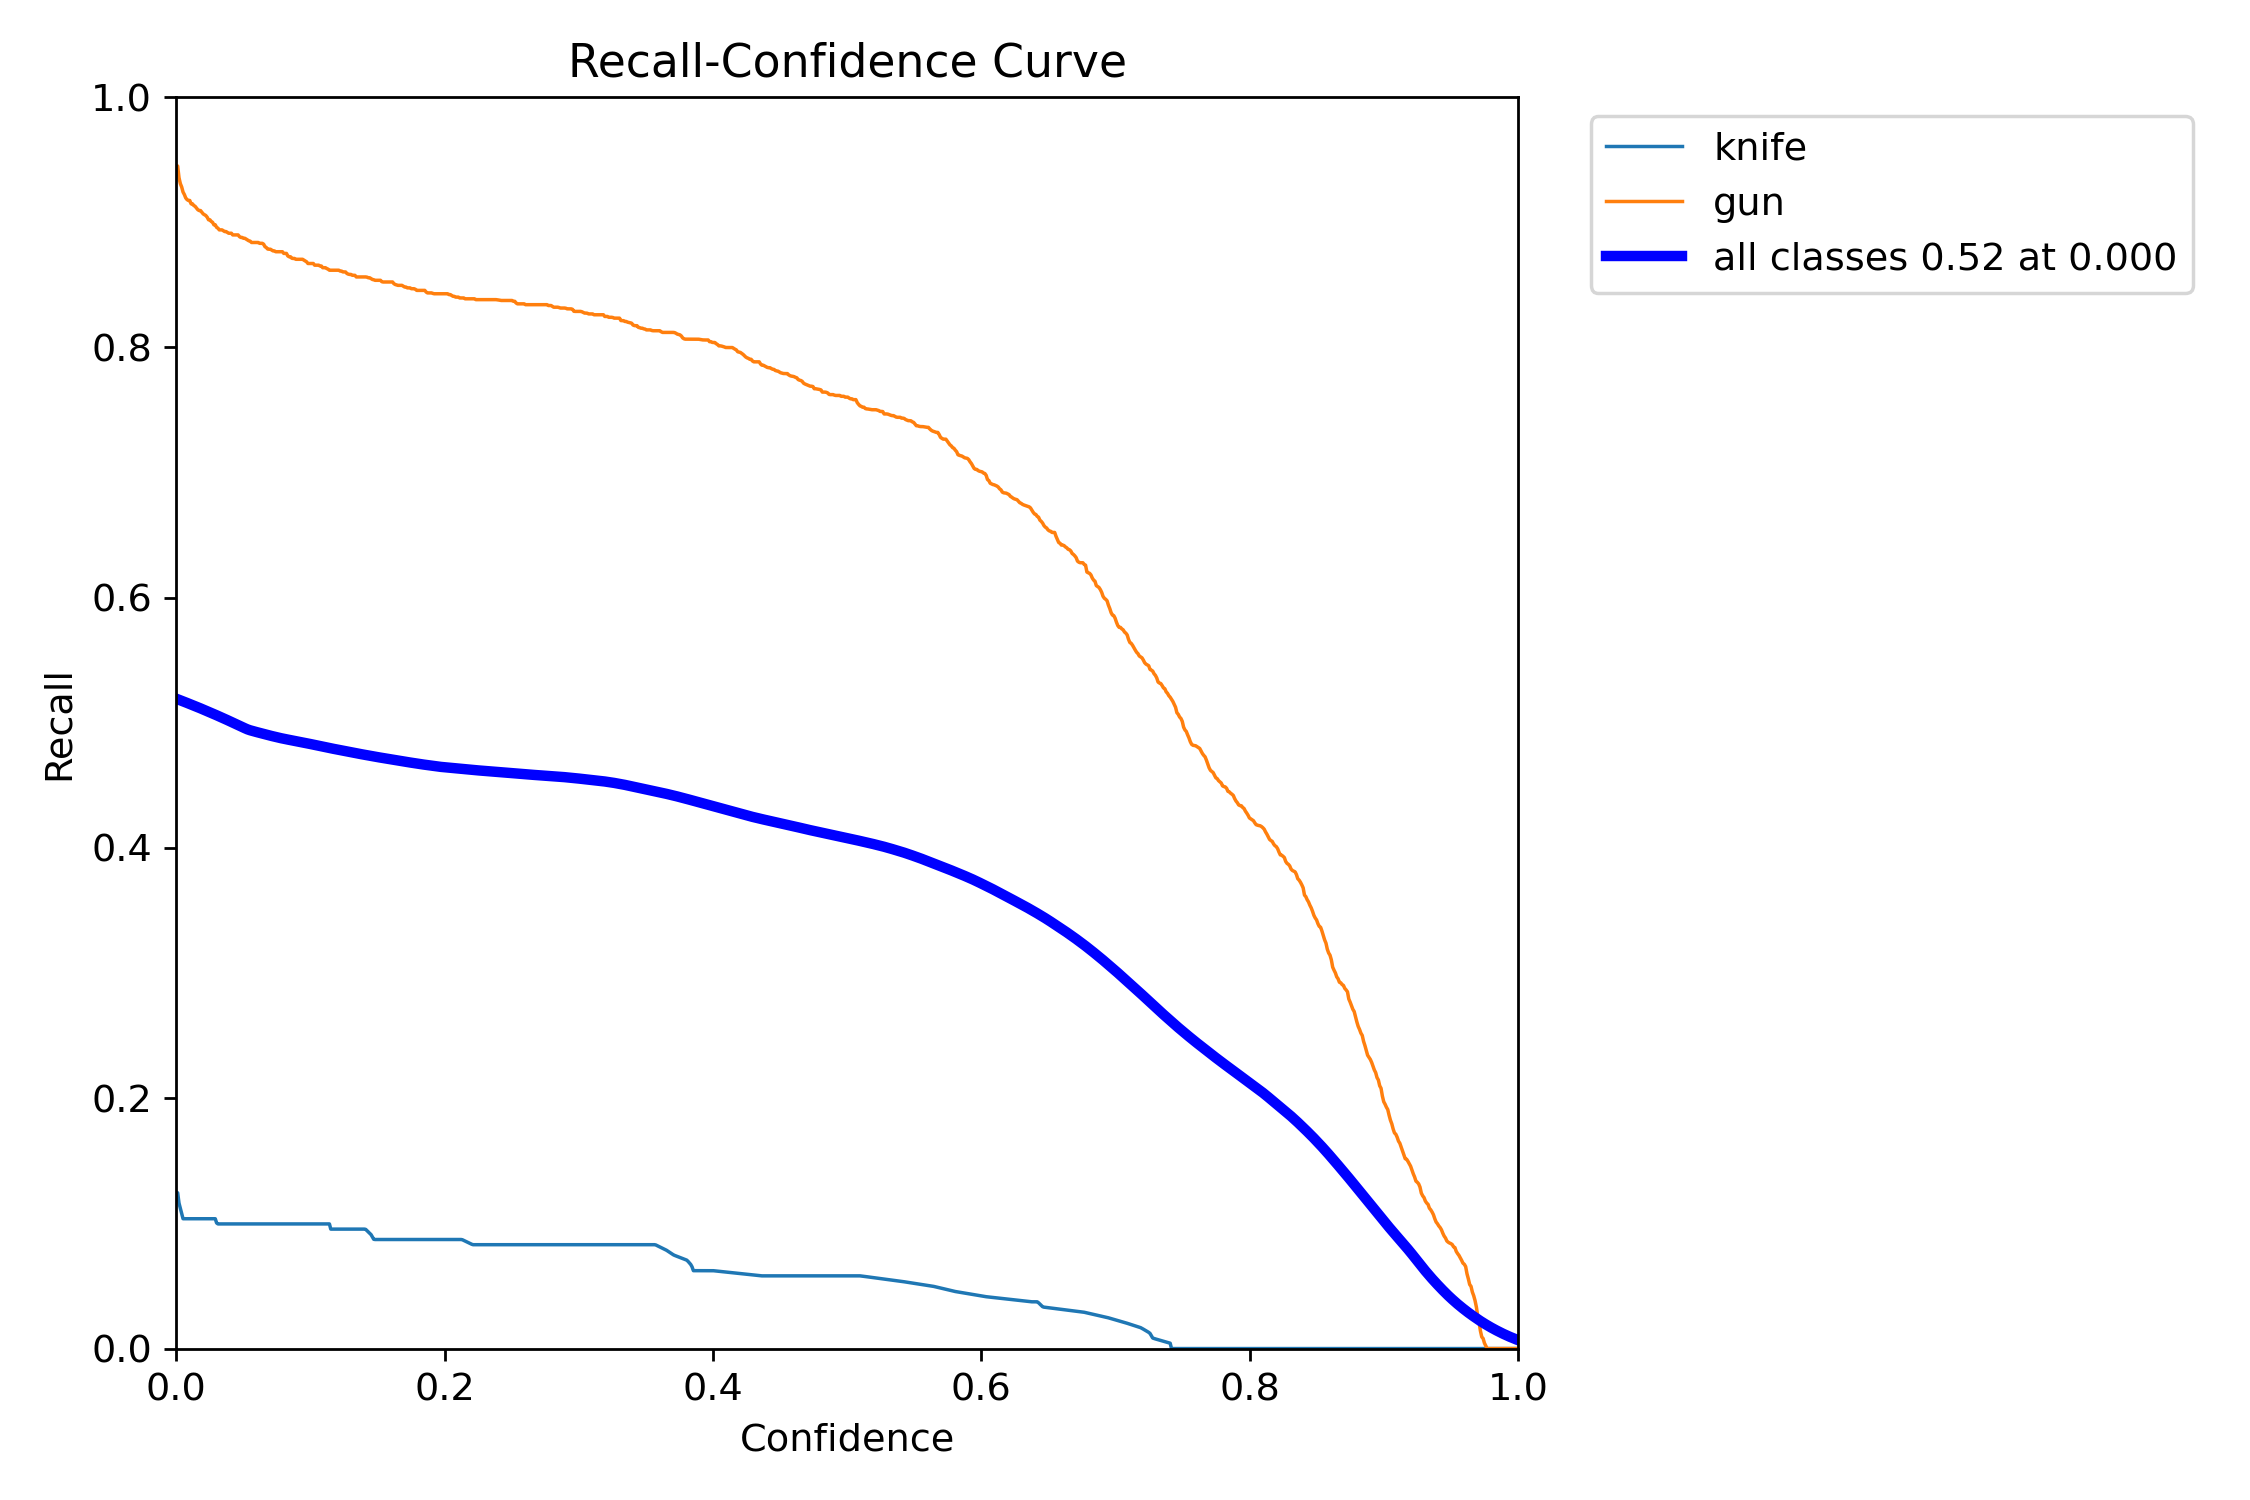 Recall-Confidence Curve
1.0
0.8
0.6
0.4
0.2
0.0
Recall
0.0 0.2 0.4 0.6 0.8 1.0
Confidence
knife
gun
all classes 0.52 at 0.000